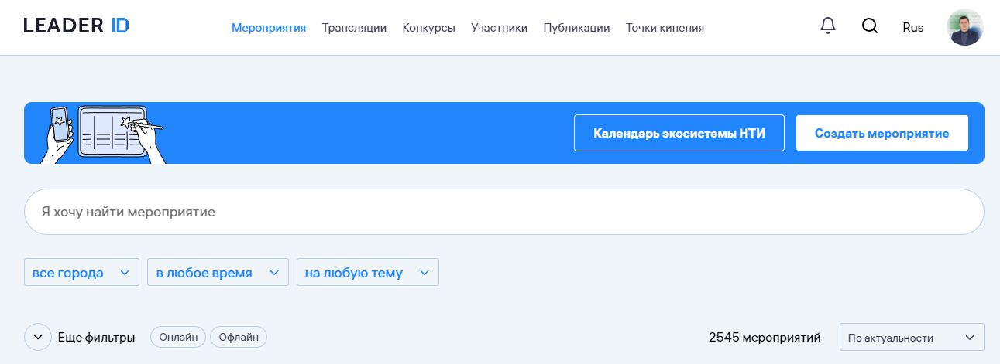 LEADER ID
Мероприятия Трансляции Конкурсы Участники Публикации Точки кипения
Rus
Календарь экосистемы НТИ
Создать мероприятие
Я хочу найти мероприятие
все города
в любое время
на любую тему
Еще фильтры
Онлайн
Офлайн
2545 мероприятий
По актуальности